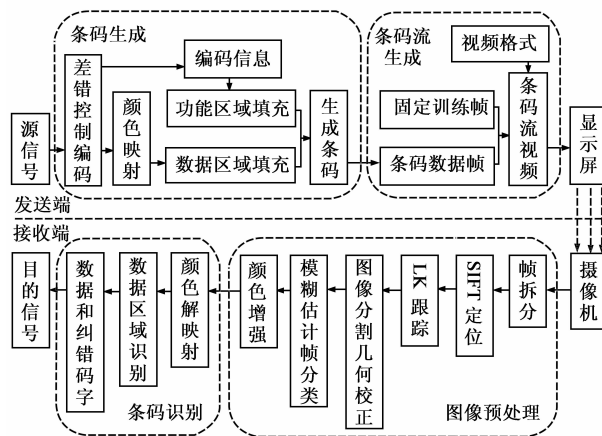 条码生成
条码流生成
源信号
差错控制编码
编码信息
颜色映射
功能区域填充
数据区域填充
生成条码
视频格式
固定训练帧
条码数据帧
条码流视频
显示屏
发送端
接收端
目的信号
数据和纠错码字
数据区域识别
颜色解映射
颜色增强
模糊估计帧分类
图像分割几何校正
LK 跟踪
SIFT 定位
帧拆分
摄像机
条码识别
图像预处理